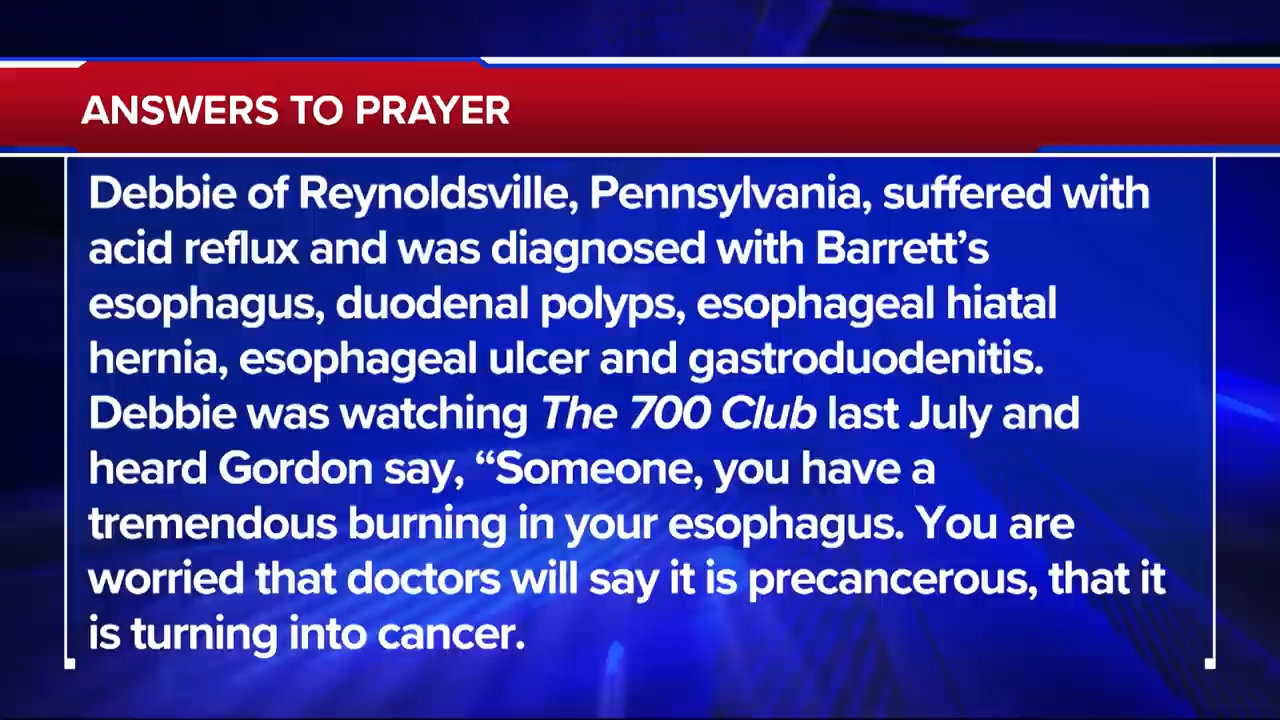 ANSWERS TO PRAYER
Debbie of Reynoldsville, Pennsylvania, suffered with
acid reflux and was diagnosed with Barrett’s
esophagus, duodenal polyps, esophageal hiatal
hernia, esophageal ulcer and gastroduodenitis.
Debbie was watching The 700 Club last July and
heard Gordon say, “Someone, you have a
tremendous burning in your esophagus. You are
worried that doctors will say it is precancerous, that it
is turning into cancer.